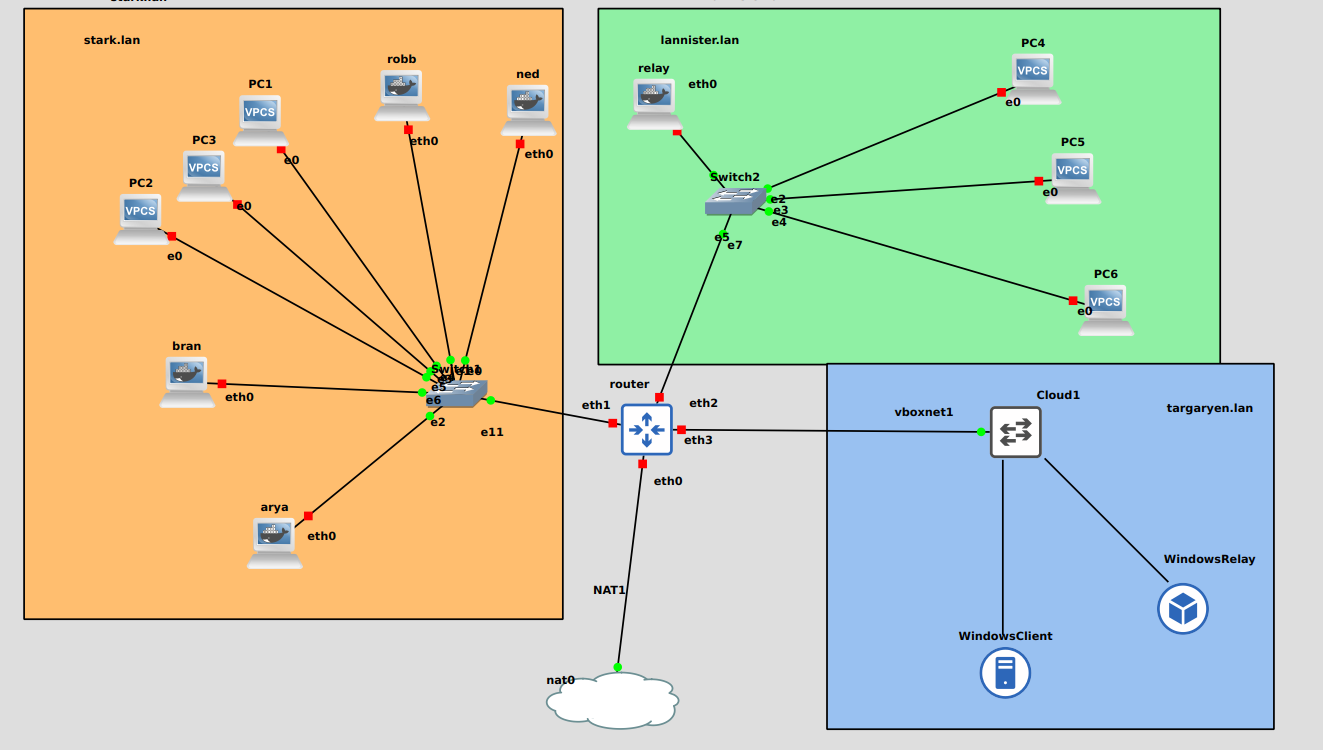 stark.lan
robb
ned
PC1
VPCS
PC3
VPCS
PC2
VPCS
e0
eth0
eth0
e0
e0
bran
eth0
Switch1
e5
e6
e2
e11
arya
eth0
lannister.lan
relay
eth0
PC4
VPCS
e0
PC5
VPCS
e0
Switch2
e2
e3
e4
e5
e7
PC6
VPCS
e0
router
eth1
eth2
eth3
eth0
NAT1
nat0
vboxnet1
Cloud1
targaryen.lan
WindowsRelay
WindowsClient